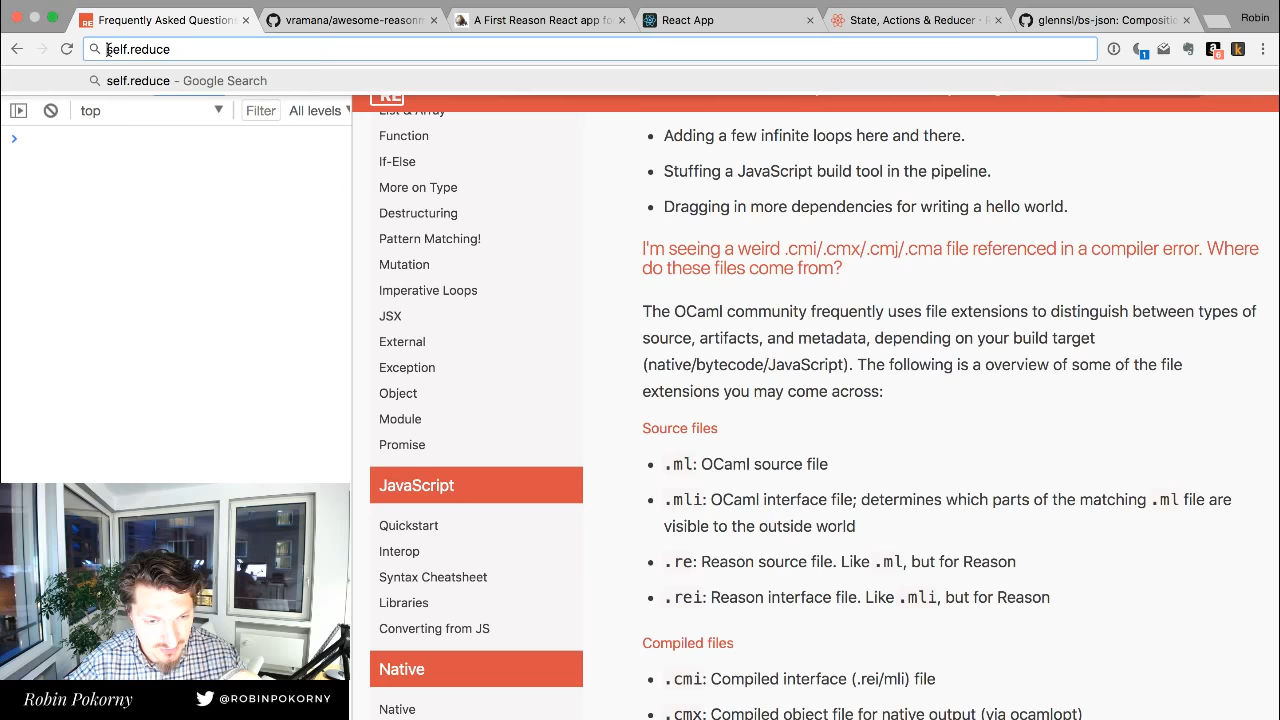 Frequently Asked Questions
vramana/awesome-reasonm
A First Reason React app fo
React App
State, Actions & Reducer ·
glennsl/bs-json: Compositio
Robin
self.reduce
1
6
self.reduce - Google Search
top
Filter
All levels
RE
List & Array
Function
If-Else
More on Type
Destructuring
Pattern Matching!
Mutation
Imperative Loops
JSX
External
Exception
Object
Module
Promise
JavaScript
Quickstart
Interop
Syntax Cheatsheet
Libraries
Converting from JS
Native
Native
Adding a few infinite loops here and there.
Stuffing a JavaScript build tool in the pipeline.
Dragging in more dependencies for writing a hello world.
I'm seeing a weird .cmi/.cmx/.cmj/.cma file referenced in a compiler error. Where
do these files come from?
The OCaml community frequently uses file extensions to distinguish between types of
source, artifacts, and metadata, depending on your build target
(native/bytecode/JavaScript). The following is a overview of some of the file
extensions you may come across:
Source files
.ml: OCaml source file
.mli: OCaml interface file; determines which parts of the matching .ml file are
visible to the outside world
.re: Reason source file. Like .ml, but for Reason
.rei: Reason interface file. Like .mli, but for Reason
Compiled files
.cmi: Compiled interface (.rei/mli) file
.cmx: Compiled object file for native output (via ocamlopt)
Robin Pokorny
@ROBINPOKORNY